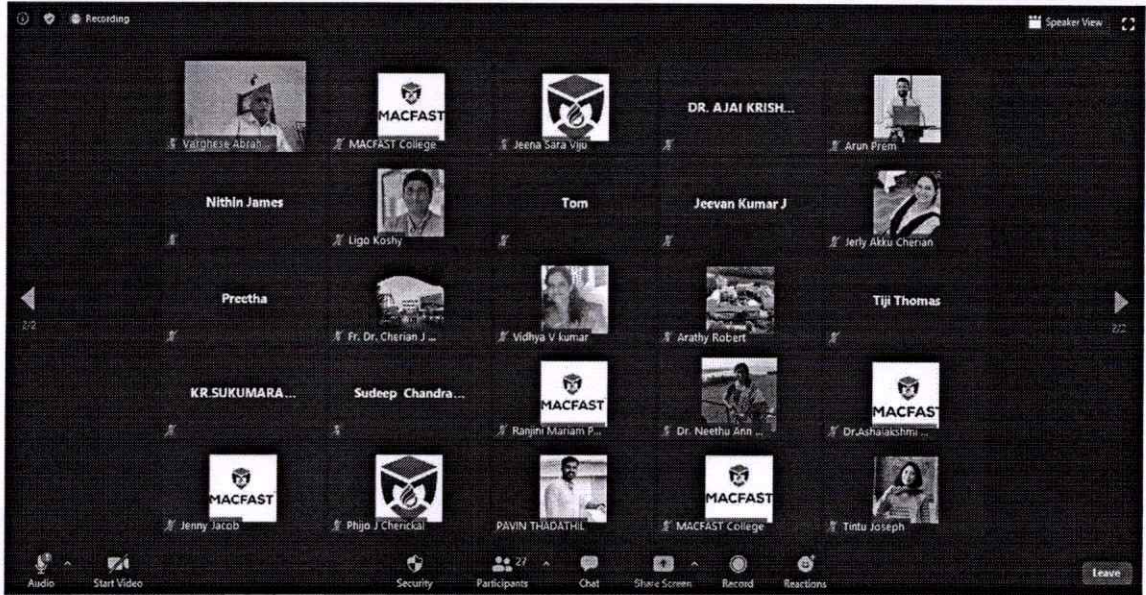 Recording
Speaker View
MACFAST
DR. AJAI KRISH...
Varghese Abrah...
MACFAST College
Jeena Sara Viju
Arun Prem
Nithin James
Tom
Jeevan Kumar J
Ligo Koshy
Jerly Akku Cherian
Preetha
Tiji Thomas
2/2
Fr. Dr. Cherian J ...
Vidhya V kumar
Arathy Robert
2/2
KR.SUKUMARA...
Sudeep Chandra...
MACFAST
MACFAST
Ranjini Mariam P...
Dr. Neethu Ann ...
Dr.Ashalakshmi ...
MACFAST
MACFAST
Jenny Jacob
Phijo J Cherickal
PAVIN THADATHIL
MACFAST College
Tintu Joseph
27
Audio
Start Video
Security
Participants
Chat
Share Screen
Record
Reactions
Leave